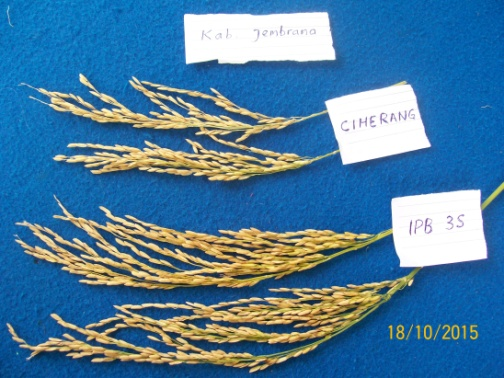 Kab Jembrana
CIHERANG
IPB 3S
18/10/2015